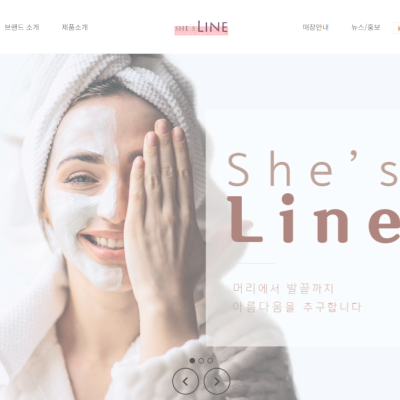 브랜드 소개
제품소개
SHE'S LINE
매장안내
뉴스/홍보
She's
Line
머리에서 발끝까지
아름다움을 추구합니다